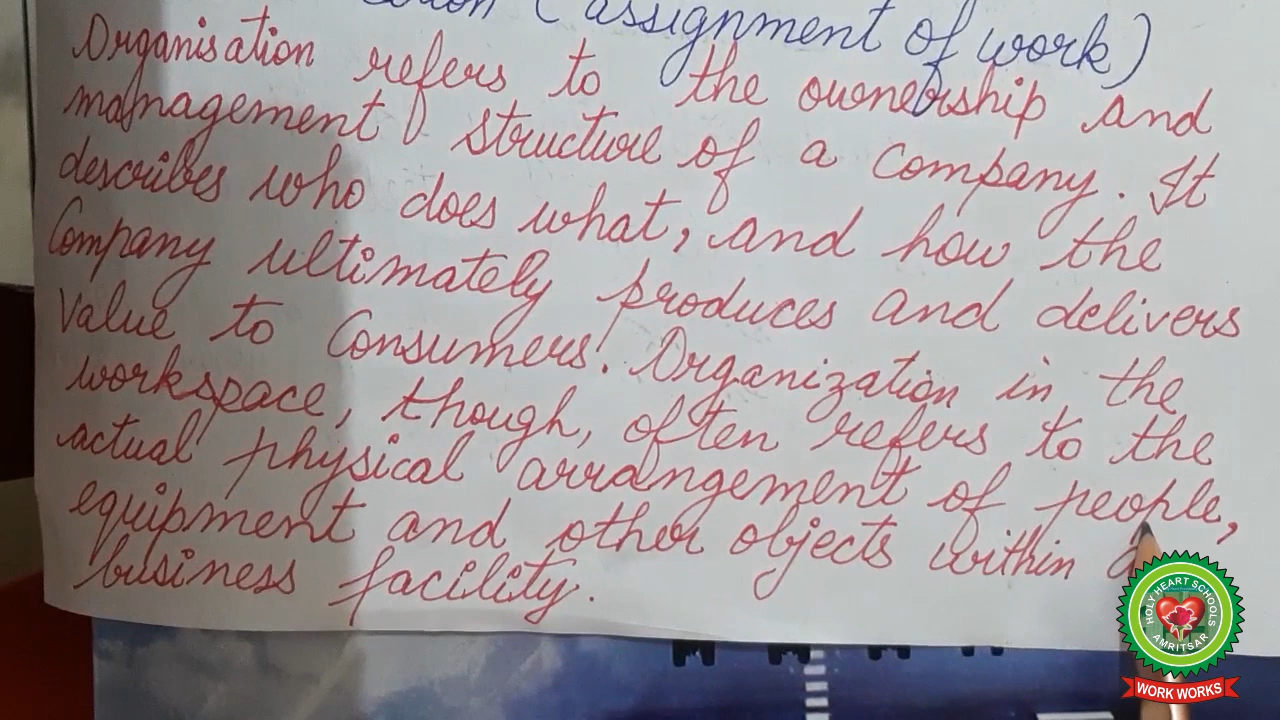 (assignment of work)
Organisation refers to the ownership and
management structure of a company. It
describes who does what, and how the
Company ultimately produces and delivers
Value to Consumers. Organization in the
workspace, though, often refers to the
actual physical arrangement of people,
equipment and other objects within a
business facility.
HOLY HEART SCHOOLS
AMRITSAR
WORK WORKS